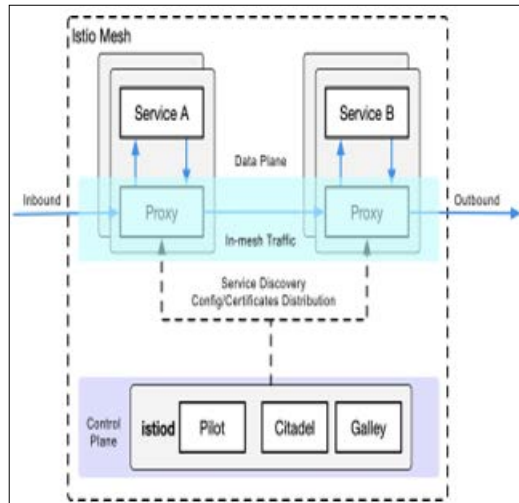 Istio Mesh
Service A
Service B
Data Plane
Inbound
Outbound
Proxy
Proxy
In-mesh Traffic
Service Discovery
Config/Certificates Distribution
Control
Plane
istiod
Pilot
Citadel
Galley